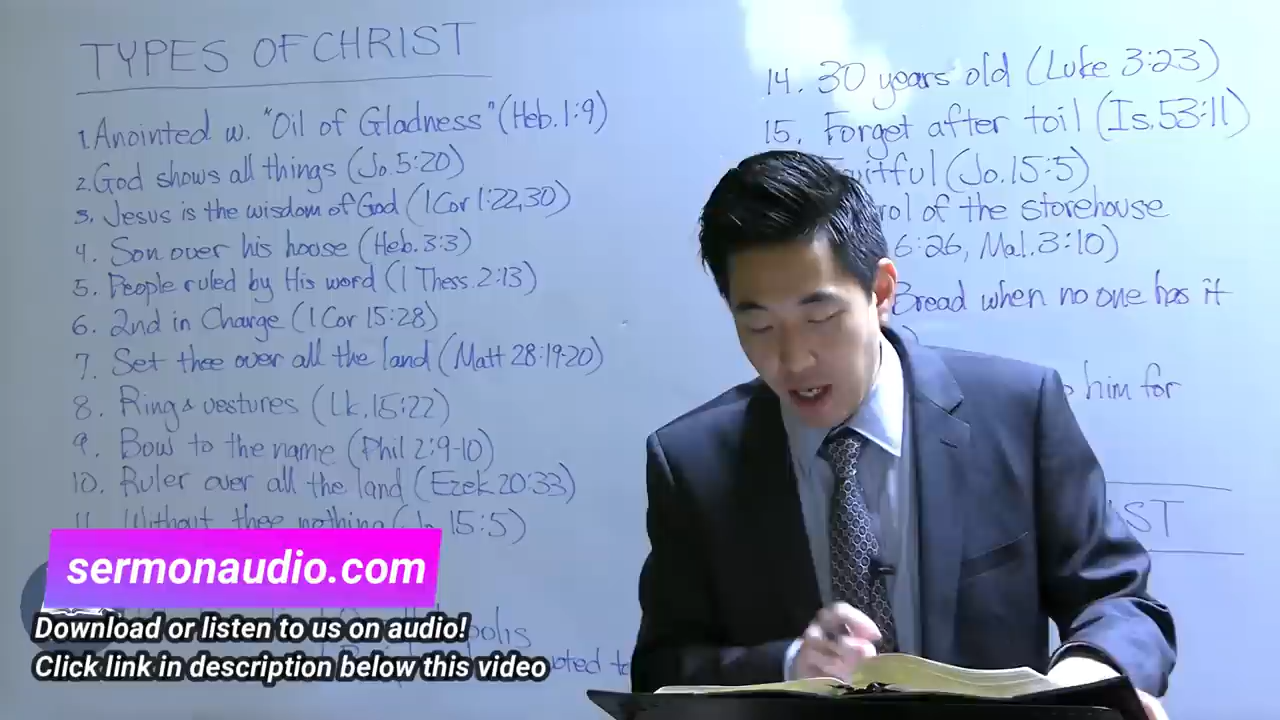 TYPES OF CHRIST
1. Anointed w. "Oil of Gladness" (Heb. 1:9)
2. God shows all things (Jo. 5:20)
3. Jesus is the wisdom of God (1 Cor 1:22,30)
4. Son over his house (Heb. 3:3)
5. People ruled by His word (1 Thess. 2:13)
6. 2nd in Charge (1 Cor 15:28)
7. Set thee over all the land (Matt 28:19-20)
8. Ring & vestures (Lk. 15:22)
9. Bow to the name (Phil 2:9-10)
10. Ruler over all the land (Ezek 20:33)
11. Without thee nothing (Jo. 15:5)
14. 30 years old (Luke 3:23)
15. Forget after toil (Is. 53:11)
(Jo. 15:5)
of the storehouse
6:26, Mal. 3:10)
Bread when no one has it
him for
sermonaudio.com
Download or listen to us on audio!
Click link in description below this video